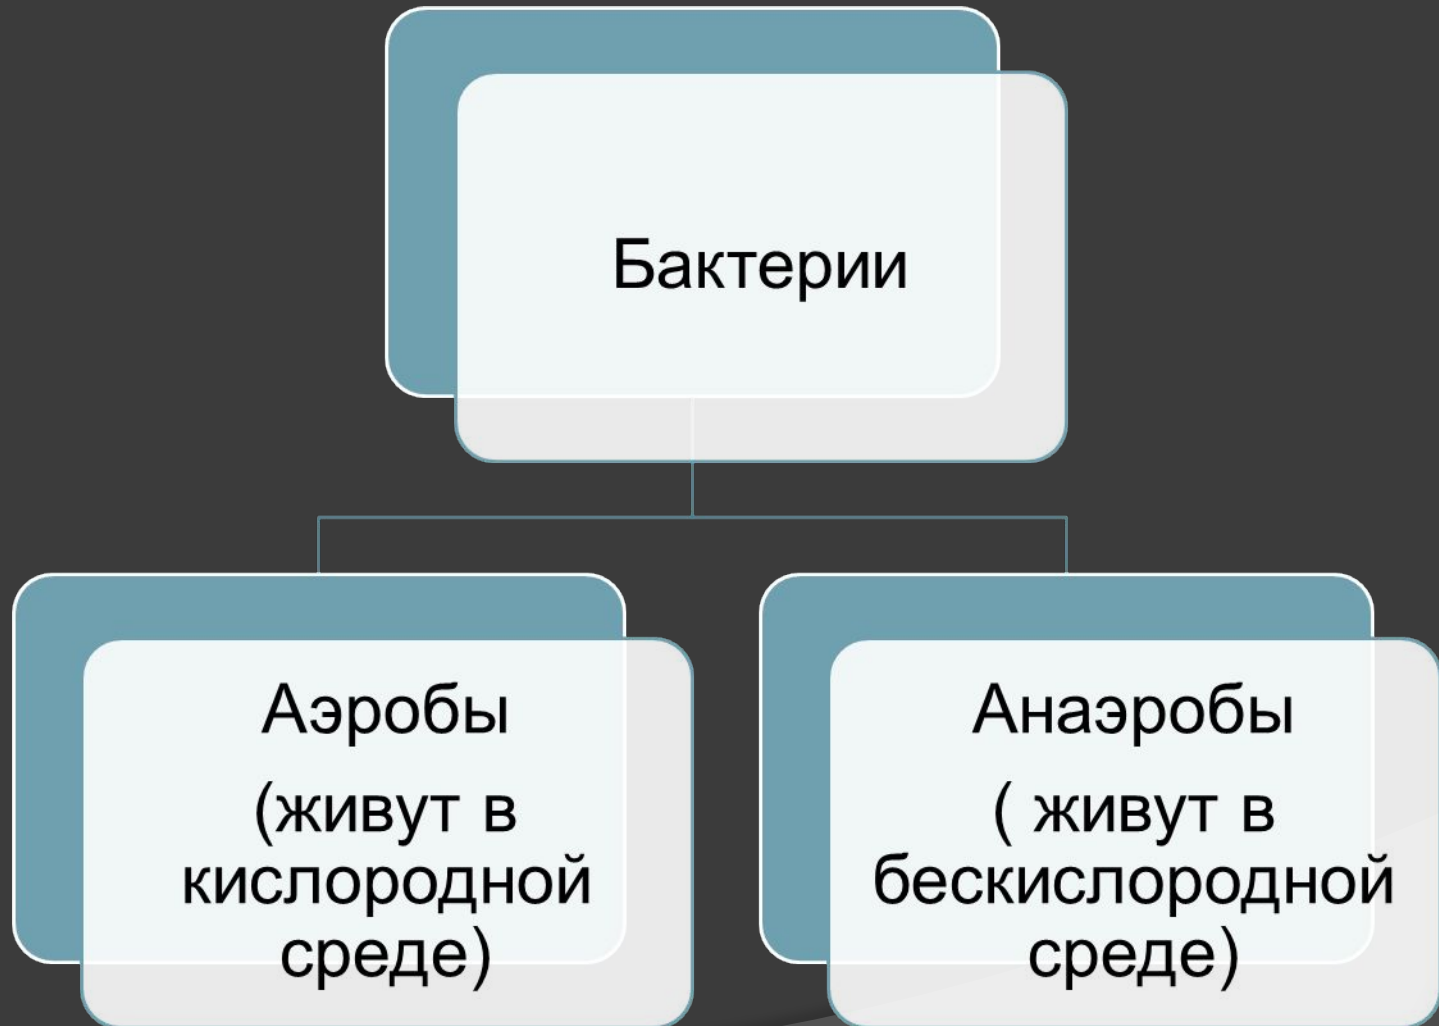 Бактерии
Аэробы
(живут в
кислородной
среде)
Анаэробы
( живут в
бескислородной
среде)